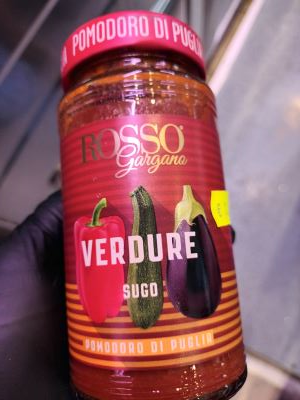 POMODORO DI PUGLIA
ROSSO
Gargano
VERDURE
SUGO
POMODORO DI PUGLIA